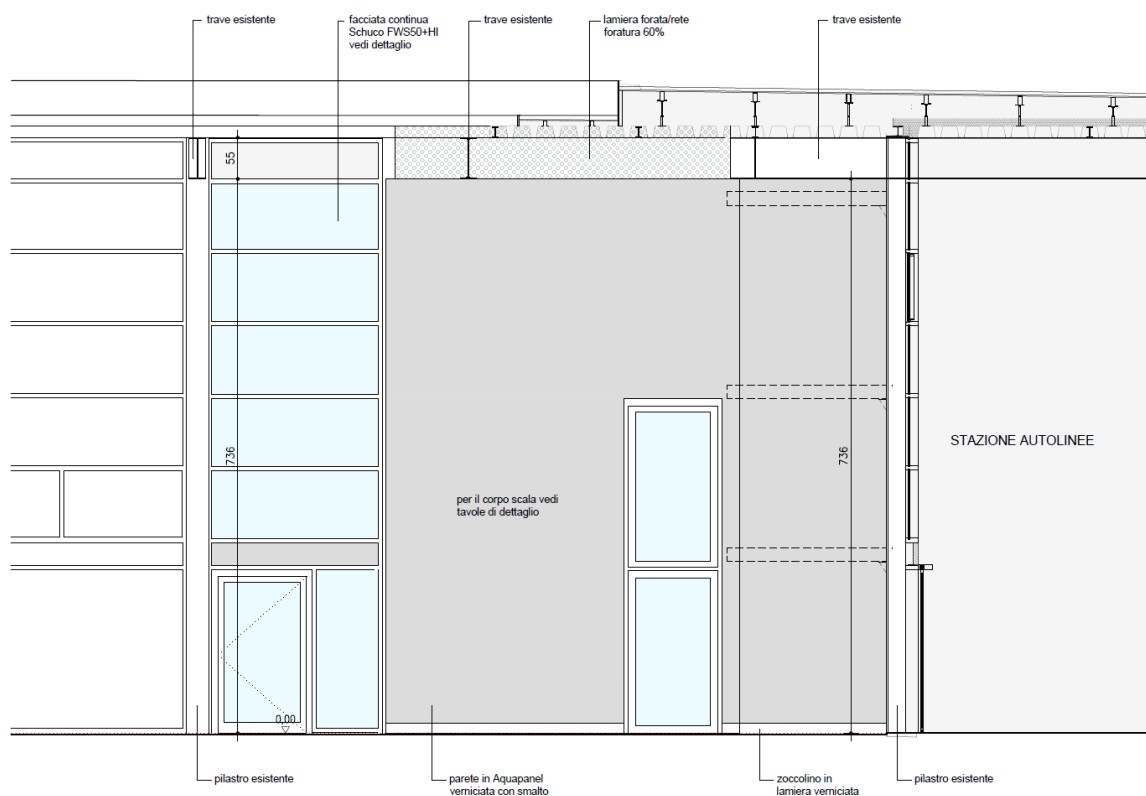 trave esistente
facciata continua
Schuco FWS50+HI
vedi dettaglio
trave esistente
lamiera forata/rete
foratura 60%
trave esistente
55
736
736
STAZIONE AUTOLINEE
per il corpo scala vedi
tavole di dettaglio
0,00
pilastro esistente
parete in Aquapanel
verniciata con smalto
zoccolino in
lamiera verniciata
pilastro esistente